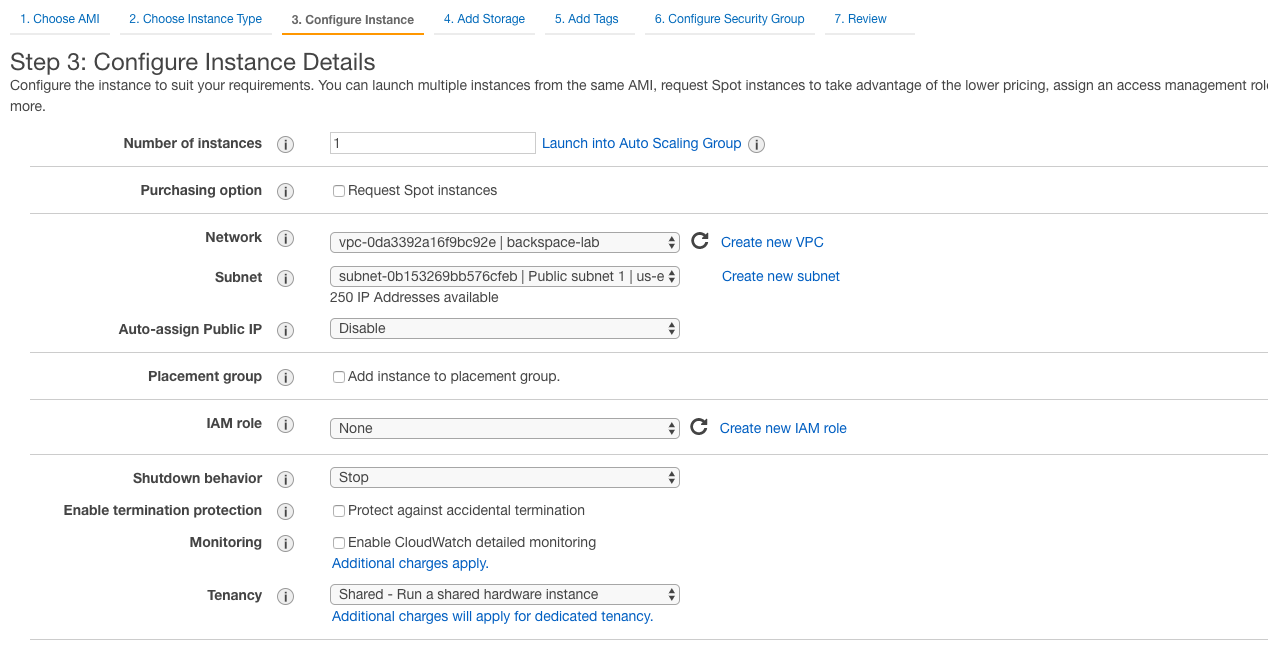 1. Choose AMI 2. Choose Instance Type 3. Configure Instance 4. Add Storage 5. Add Tags 6. Configure Security Group 7. Review
Step 3: Configure Instance Details
Configure the instance to suit your requirements. You can launch multiple instances from the same AMI, request Spot instances to take advantage of the lower pricing, assign an access management
more.
Number of instances i 1 Launch into Auto Scaling Group i
Purchasing option i Request Spot instances
Network i vpc-0da3392a16f9bc92e | backspace-lab Create new VPC
Subnet i subnet-0b153269bb576cfeb | Public subnet 1 | us-e Create new subnet
250 IP Addresses available
Auto-assign Public IP i Disable
Placement group i Add instance to placement group.
IAM role i None Create new IAM role
Shutdown behavior i Stop
Enable termination protection i Protect against accidental termination
Monitoring i Enable CloudWatch detailed monitoring
Additional charges apply.
Tenancy i Shared - Run a shared hardware instance
Additional charges will apply for dedicated tenancy.